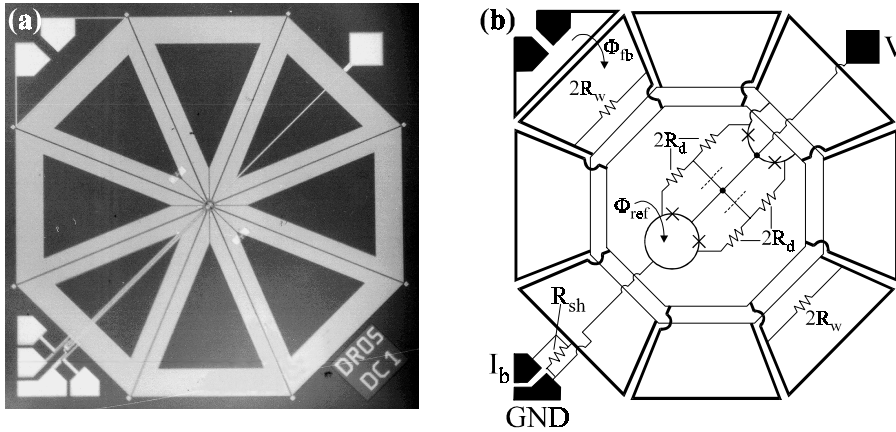 (a)
DROS
DC1
(b)
Φfb
V
2Rw
2Rd
Φref
2Rd
Rsh
2Rw
Ib
GND